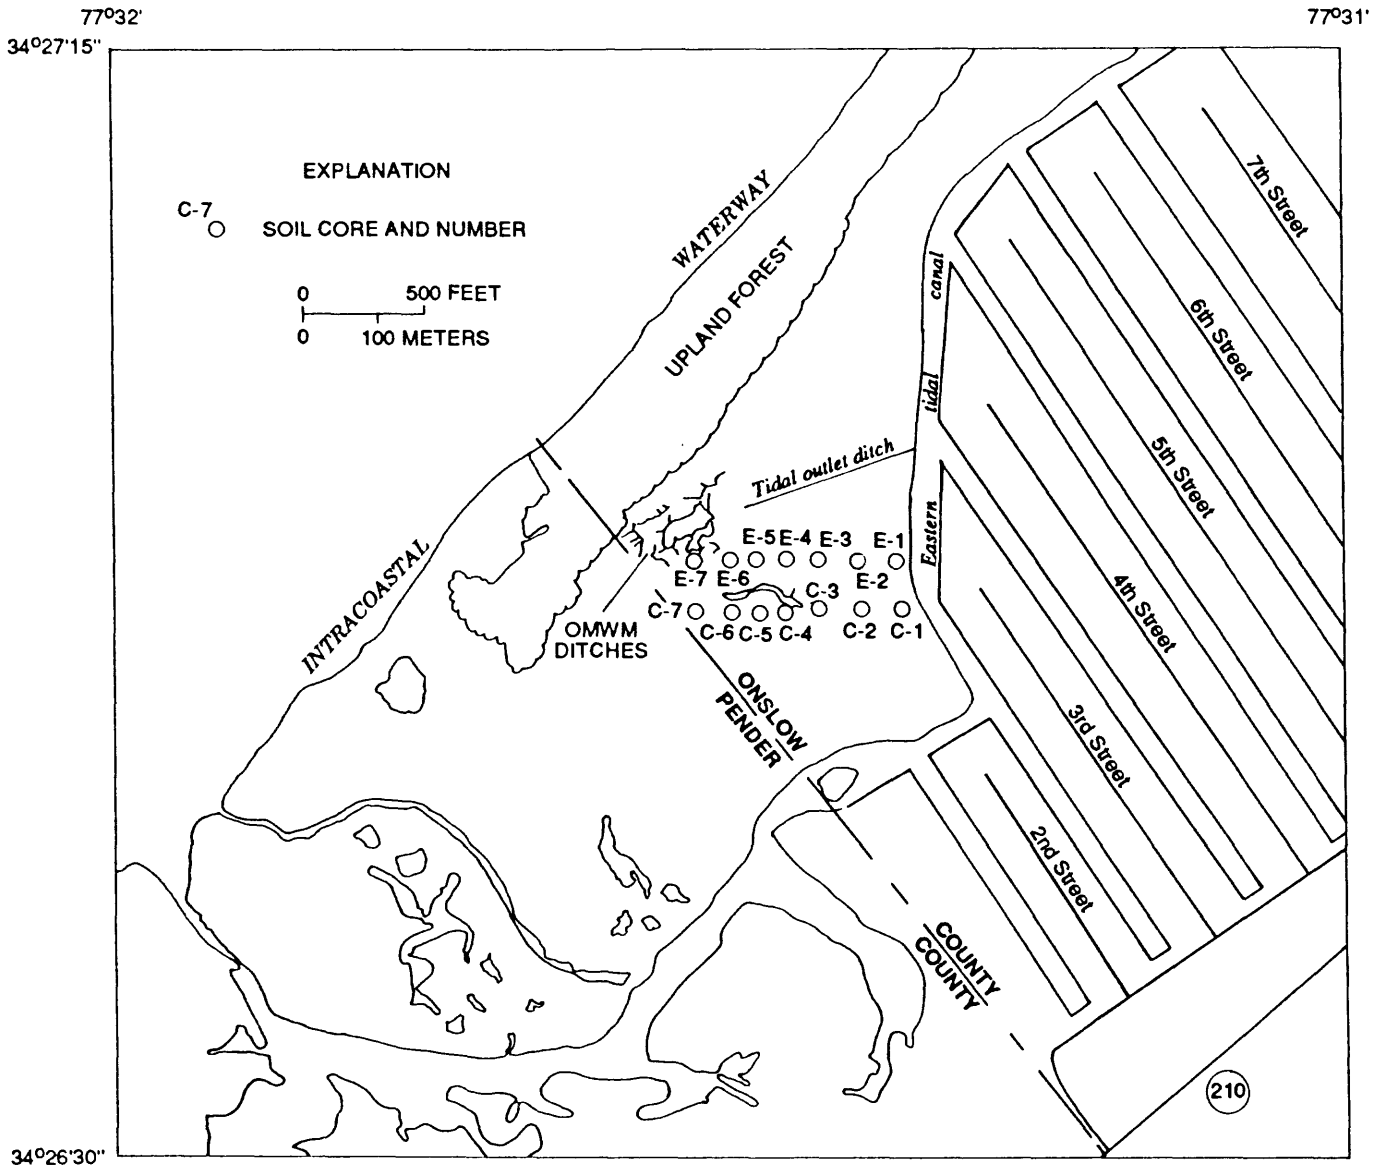 77°32'
77°31'
34°27'15"
EXPLANATION
C-7
SOIL CORE AND NUMBER
0 500 FEET
0 100 METERS
WATERWAY
UPLAND FOREST
INTRACOASTAL
7th Street
6th Street
5th Street
4th Street
3rd Street
2nd Street
Eastern tidal canal
Tidal outlet ditch
E-5 E-4 E-3 E-1
E-7 E-6 E-2
C-3
C-7
C-6 C-5 C-4 C-2 C-1
OMWM
DITCHES
ONSLOW
PENDER
COUNTY
COUNTY
210
34°26'30"